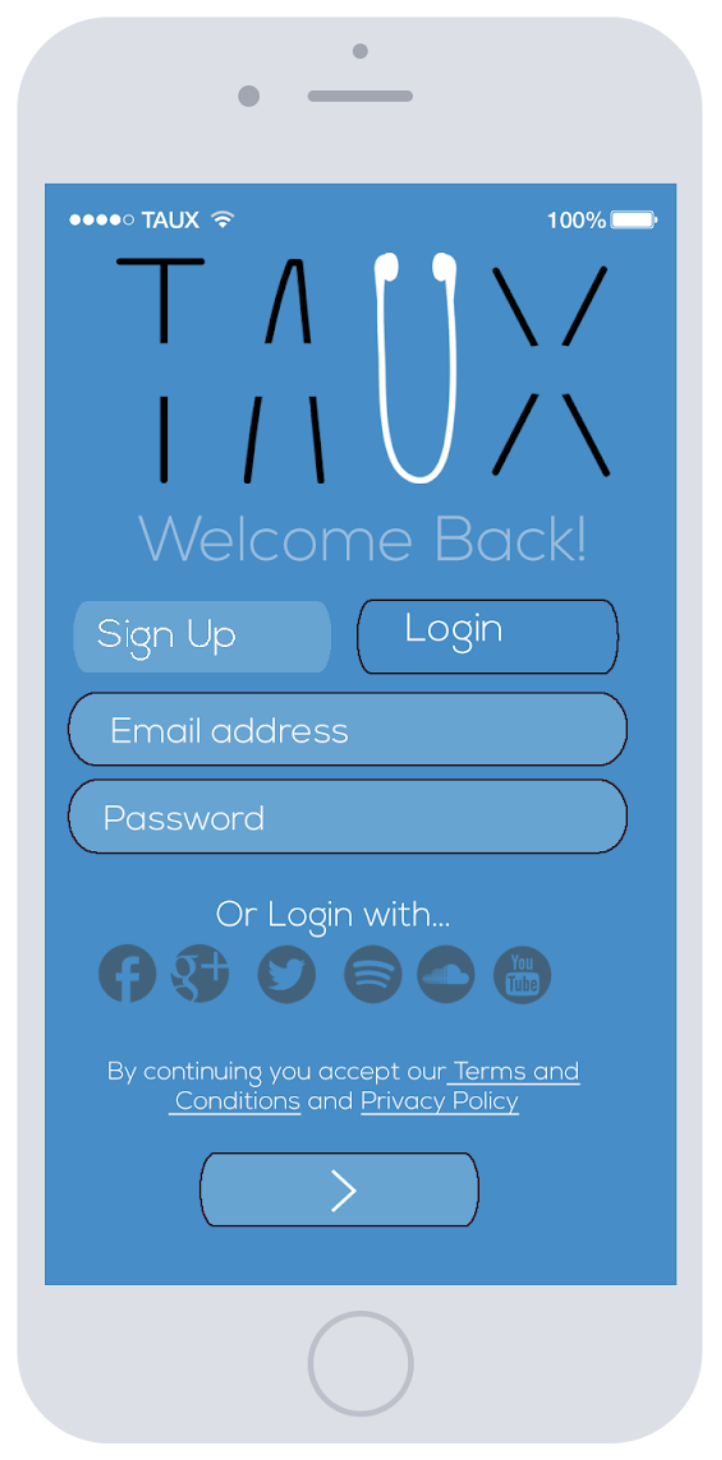 TAUX 100%
TAUX
Welcome Back!
Sign Up Login
Email address
Password
Or Login with...
f g+ You Tube
By continuing you accept our Terms and
Conditions and Privacy Policy
>